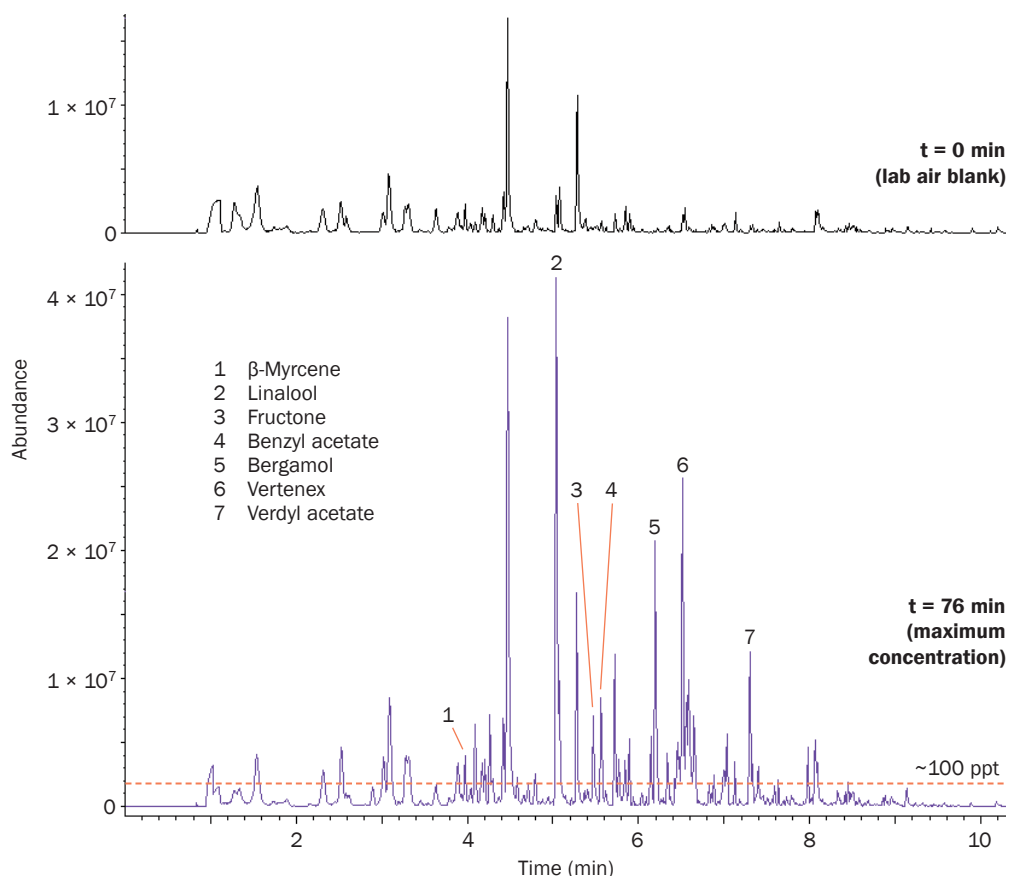 1 × 10⁷
0
t = 0 min
(lab air blank)
Abundance
4 × 10⁷
3 × 10⁷
2 × 10⁷
1 × 10⁷
0
1 β-Myrcene
2 Linalool
3 Fructone
4 Benzyl acetate
5 Bergamol
6 Vertenex
7 Verdyl acetate
1
2
3
4
5
6
7
t = 76 min
(maximum
concentration)
~100 ppt
2 4 6 8 10
Time (min)